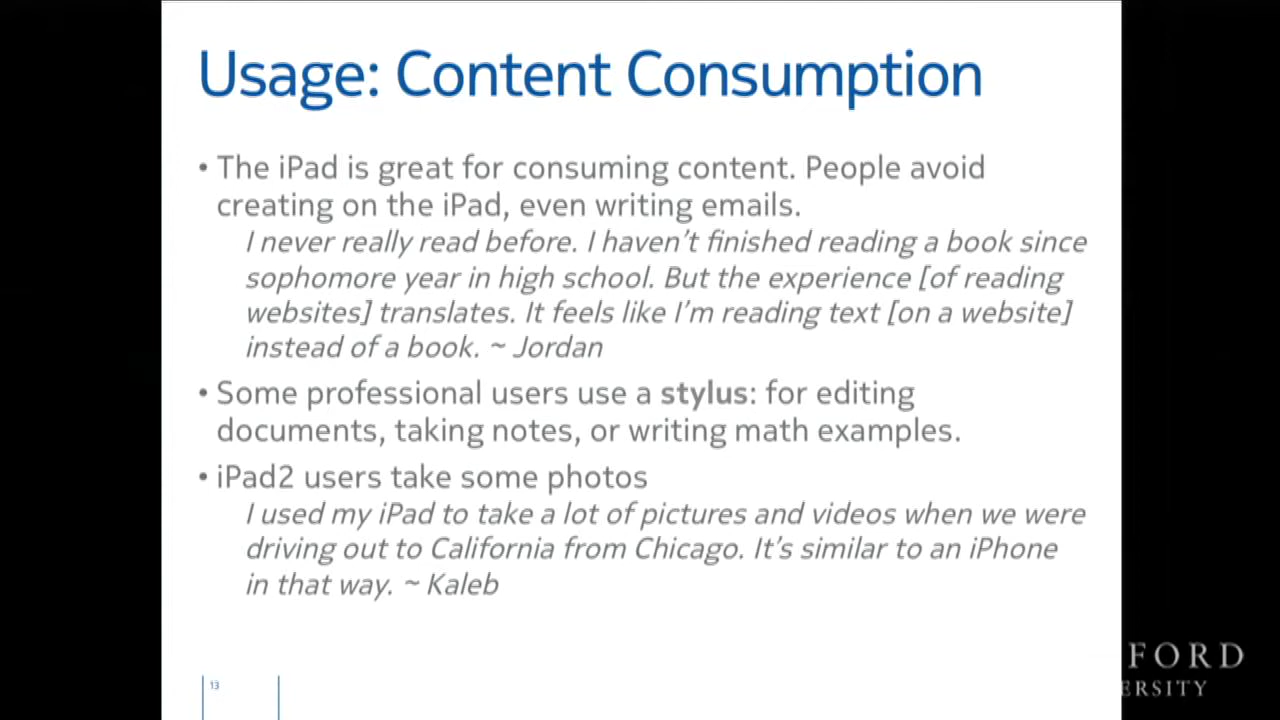 Usage: Content Consumption
• The iPad is great for consuming content. People avoid
creating on the iPad, even writing emails.
I never really read before. I haven't finished reading a book since
sophomore year in high school. But the experience [of reading
websites] translates. It feels like I'm reading text [on a website]
instead of a book. ~ Jordan
• Some professional users use a stylus: for editing
documents, taking notes, or writing math examples.
• iPad2 users take some photos
I used my iPad to take a lot of pictures and videos when we were
driving out to California from Chicago. It's similar to an iPhone
in that way. ~ Kaleb
13
FORD
ERSITY